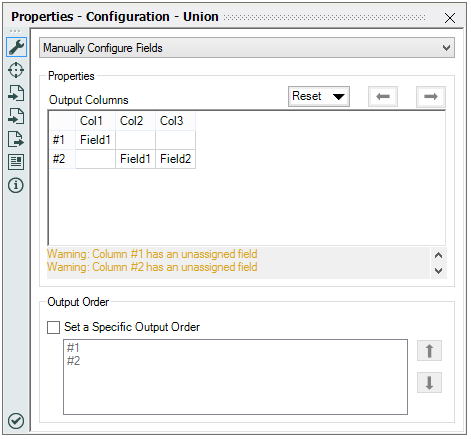 Properties - Configuration - Union
Manually Configure Fields
Properties
Output Columns
Reset
Col1 Col2 Col3
#1 Field1
#2 Field1 Field2
Warning: Column #1 has an unassigned field
Warning: Column #2 has an unassigned field
Output Order
Set a Specific Output Order
#1
#2